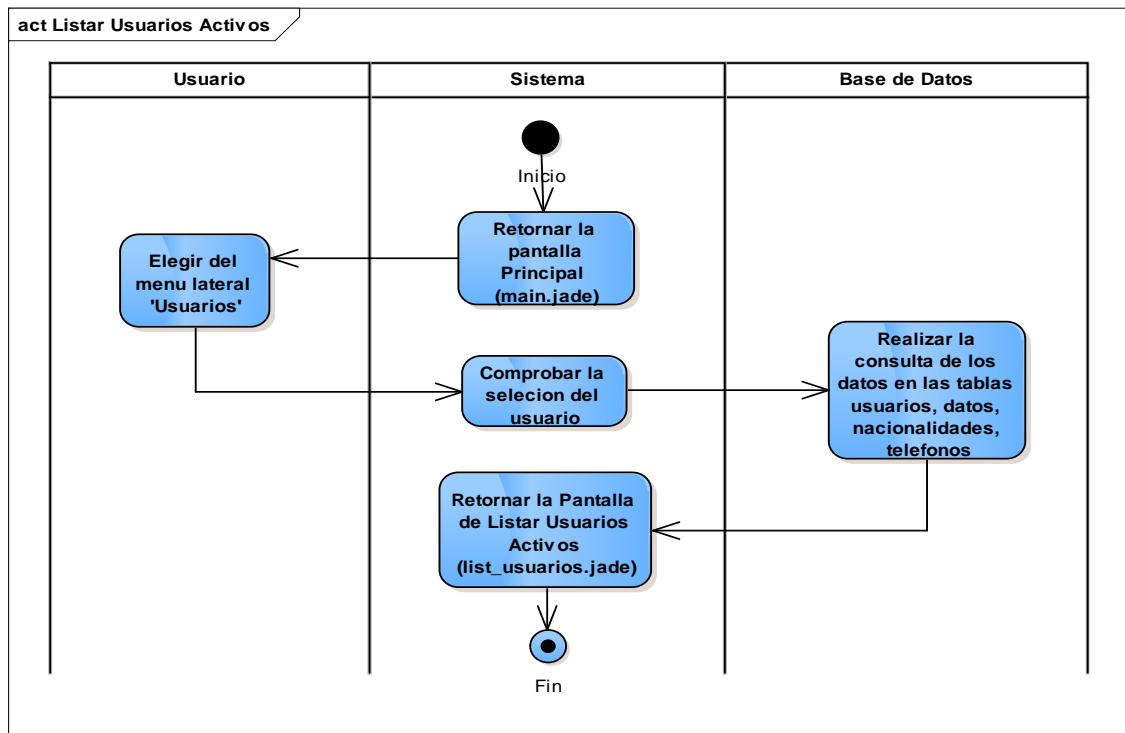 act Listar Usuarios Activos
Usuario
Sistema
Base de Datos
Inicio
Retornar la
pantalla
Principal
(main.jade)
Elegir del
menu lateral
'Usuarios'
Comprobar la
selecion del
usuario
Realizar la
consulta de los
datos en las tablas
usuarios, datos,
nacionalidades,
telefonos
Retornar la Pantalla
de Listar Usuarios
Activos
(list_usuarios.jade)
Fin